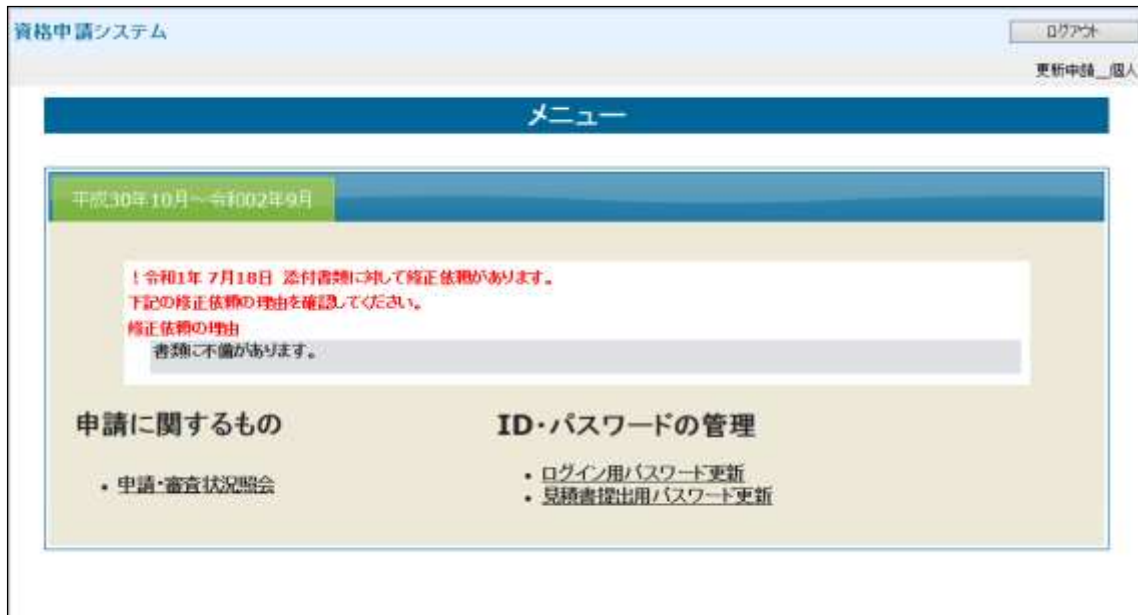 資格申請システム
ログアウト
更新申請__個人
メニュー
平成30年10月～令和02年9月
！令和1年 7月18日 添付書類に対して修正依頼があります。
下記の修正依頼の理由を確認してください。
修正依頼の理由
書類に不備があります。
申請に関するもの
・申請・審査状況照会
ID・パスワードの管理
・ログイン用パスワード更新
・見積書提出用パスワード更新